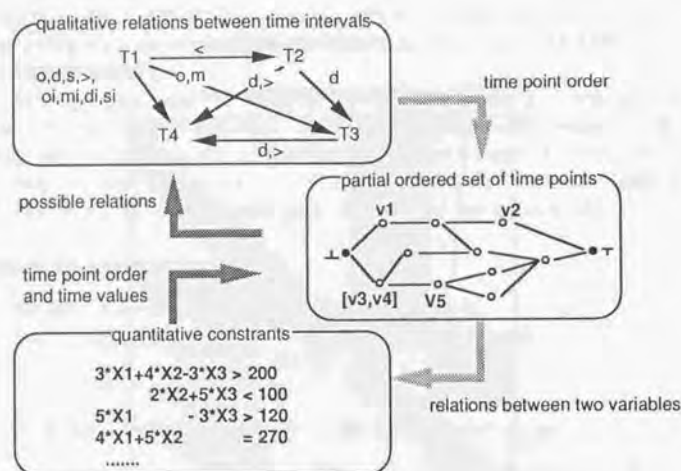 qualitative relations between time intervals
T1
<
T2
o,d,s,>,
oi,mi,di,si
o,m
d,>
d
T4
T3
d,>
time point order
partial ordered set of time points
v1
v2
⊥
⊤
[v3,v4]
V5
possible relations
time point order
and time values
quantitative constrants
3*X1+4*X2-3*X3 > 200
2*X2+5*X3 < 100
5*X1 - 3*X3 > 120
4*X1+5*X2 = 270
.......
relations between two variables